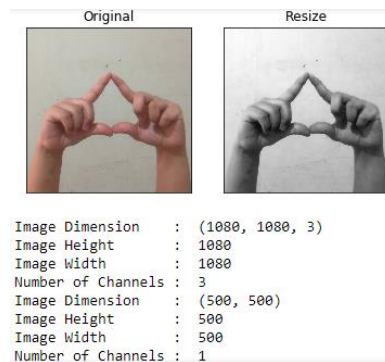 Original Resize
Image Dimension : (1080, 1080, 3)
Image Height : 1080
Image Width : 1080
Number of Channels : 3
Image Dimension : (500, 500)
Image Height : 500
Image Width : 500
Number of Channels : 1